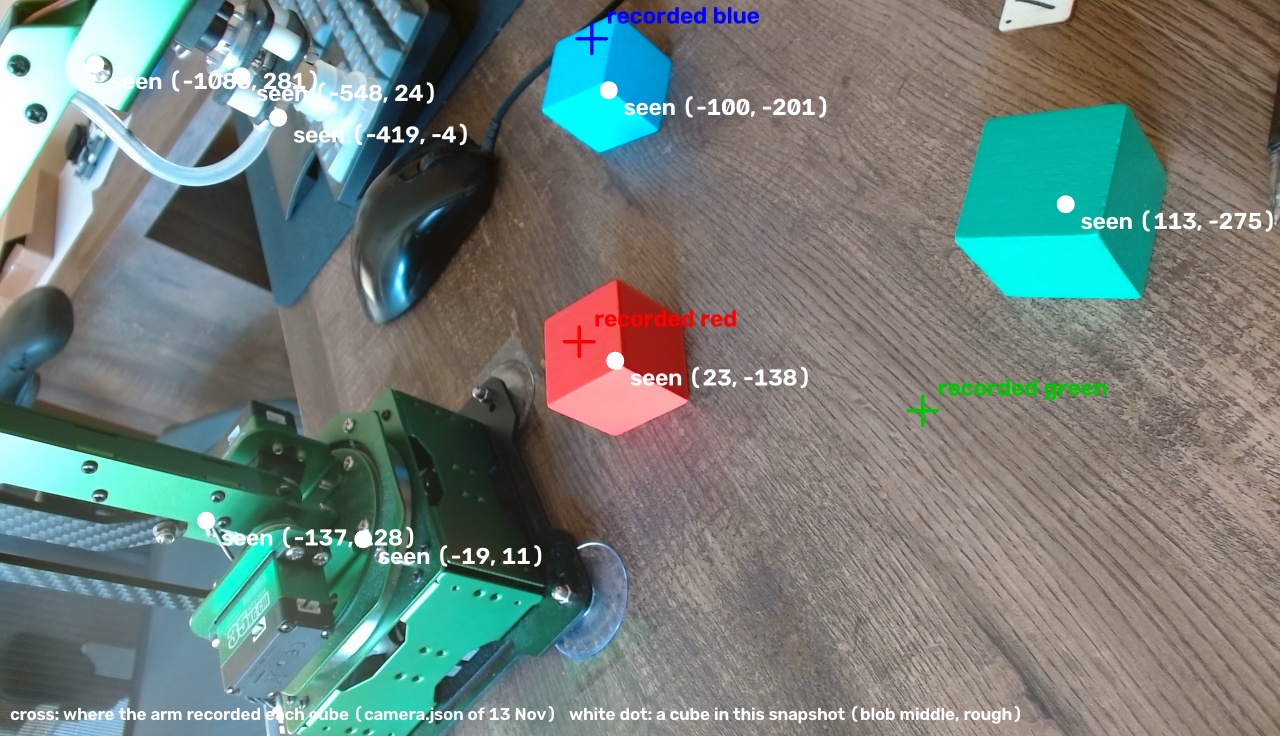 recorded blue
seen (-1080, 281)
seen (-548, 24)
seen (-100, -201)
seen (-419, -4)
seen (113, -275)
recorded red
seen (23, -138)
recorded green
seen (-137, 128)
seen (-19, 11)
35
cross: where the arm recorded each cube (camera.json of 13 Nov) white dot: a cube in this snapshot (blob middle, rough)